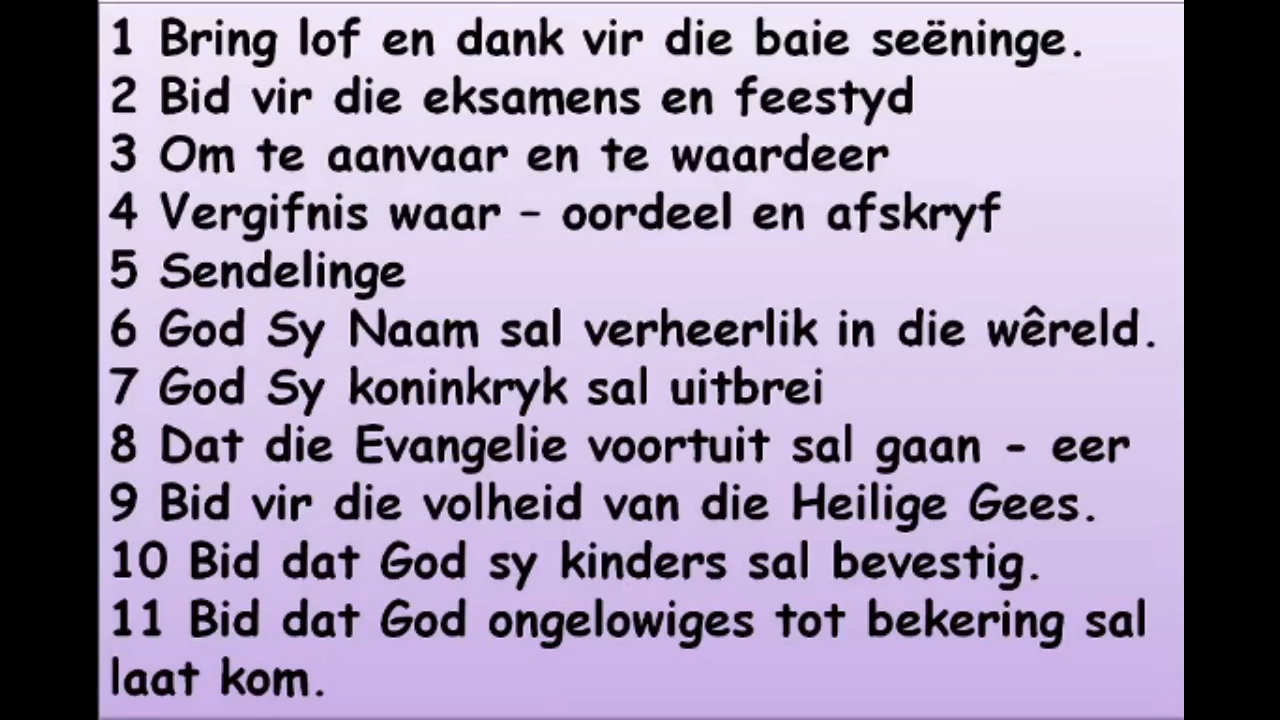 1 Bring lof en dank vir die baie seëninge.
2 Bid vir die eksamens en feestyd
3 Om te aanvaar en te waardeer
4 Vergifnis waar – oordeel en afskryf
5 Sendelinge
6 God Sy Naam sal verheerlik in die wêreld.
7 God Sy koninkryk sal uitbrei
8 Dat die Evangelie voortuit sal gaan - eer
9 Bid vir die volheid van die Heilige Gees.
10 Bid dat God sy kinders sal bevestig.
11 Bid dat God ongelowiges tot bekering sal
laat kom.